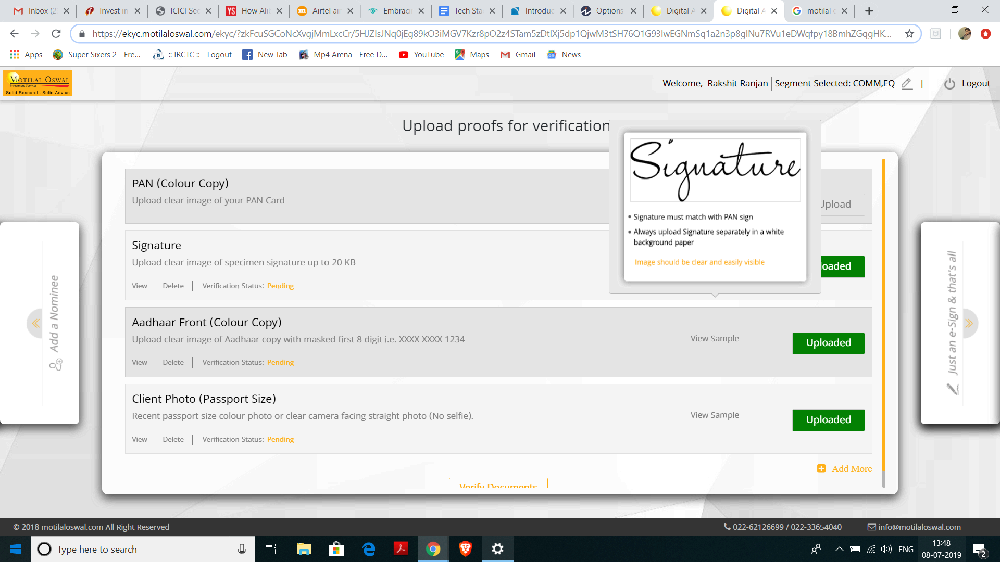 Inbox (2
Invest in
ICICI Sec
How Alib
Airtel air
Embracin
Tech Sta
Introduc
Options
Digital A
Digital A
motilal o
https://ekyc.motilaloswal.com/ekyc/?
Apps
Super Sixers 2 - Fre...
:: IRCTC :: - Logout
New Tab
Mp4 Arena - Free D...
YouTube
Maps
Gmail
News
MOTILAL OSWAL
Investment Services
Solid Research. Solid Advice
Welcome, Rakshit Ranjan
Segment Selected: COMM,EQ
Logout
Upload proofs for verification
PAN (Colour Copy)
Upload clear image of your PAN Card
Upload
Signature
Signature must match with PAN sign
Always upload Signature separately in a white
background paper
Image should be clear and easily visible
Signature
Upload clear image of specimen signature up to 20 KB
View | Delete | Verification Status: Pending
oaded
Aadhaar Front (Colour Copy)
Upload clear image of Aadhaar copy with masked first 8 digit i.e. XXXX XXXX 1234
View Sample
Uploaded
View | Delete | Verification Status: Pending
Client Photo (Passport Size)
Recent passport size colour photo or clear camera facing straight photo (No selfie).
View Sample
Uploaded
View | Delete | Verification Status: Pending
Add More
Verify Documents
Add a Nominee
Just an e-Sign & that's all
© 2018 motilaloswal.com All Right Reserved
022-62126699 / 022-33654040
info@motilaloswal.com
Type here to search
ENG
13:48
08-07-2019
2